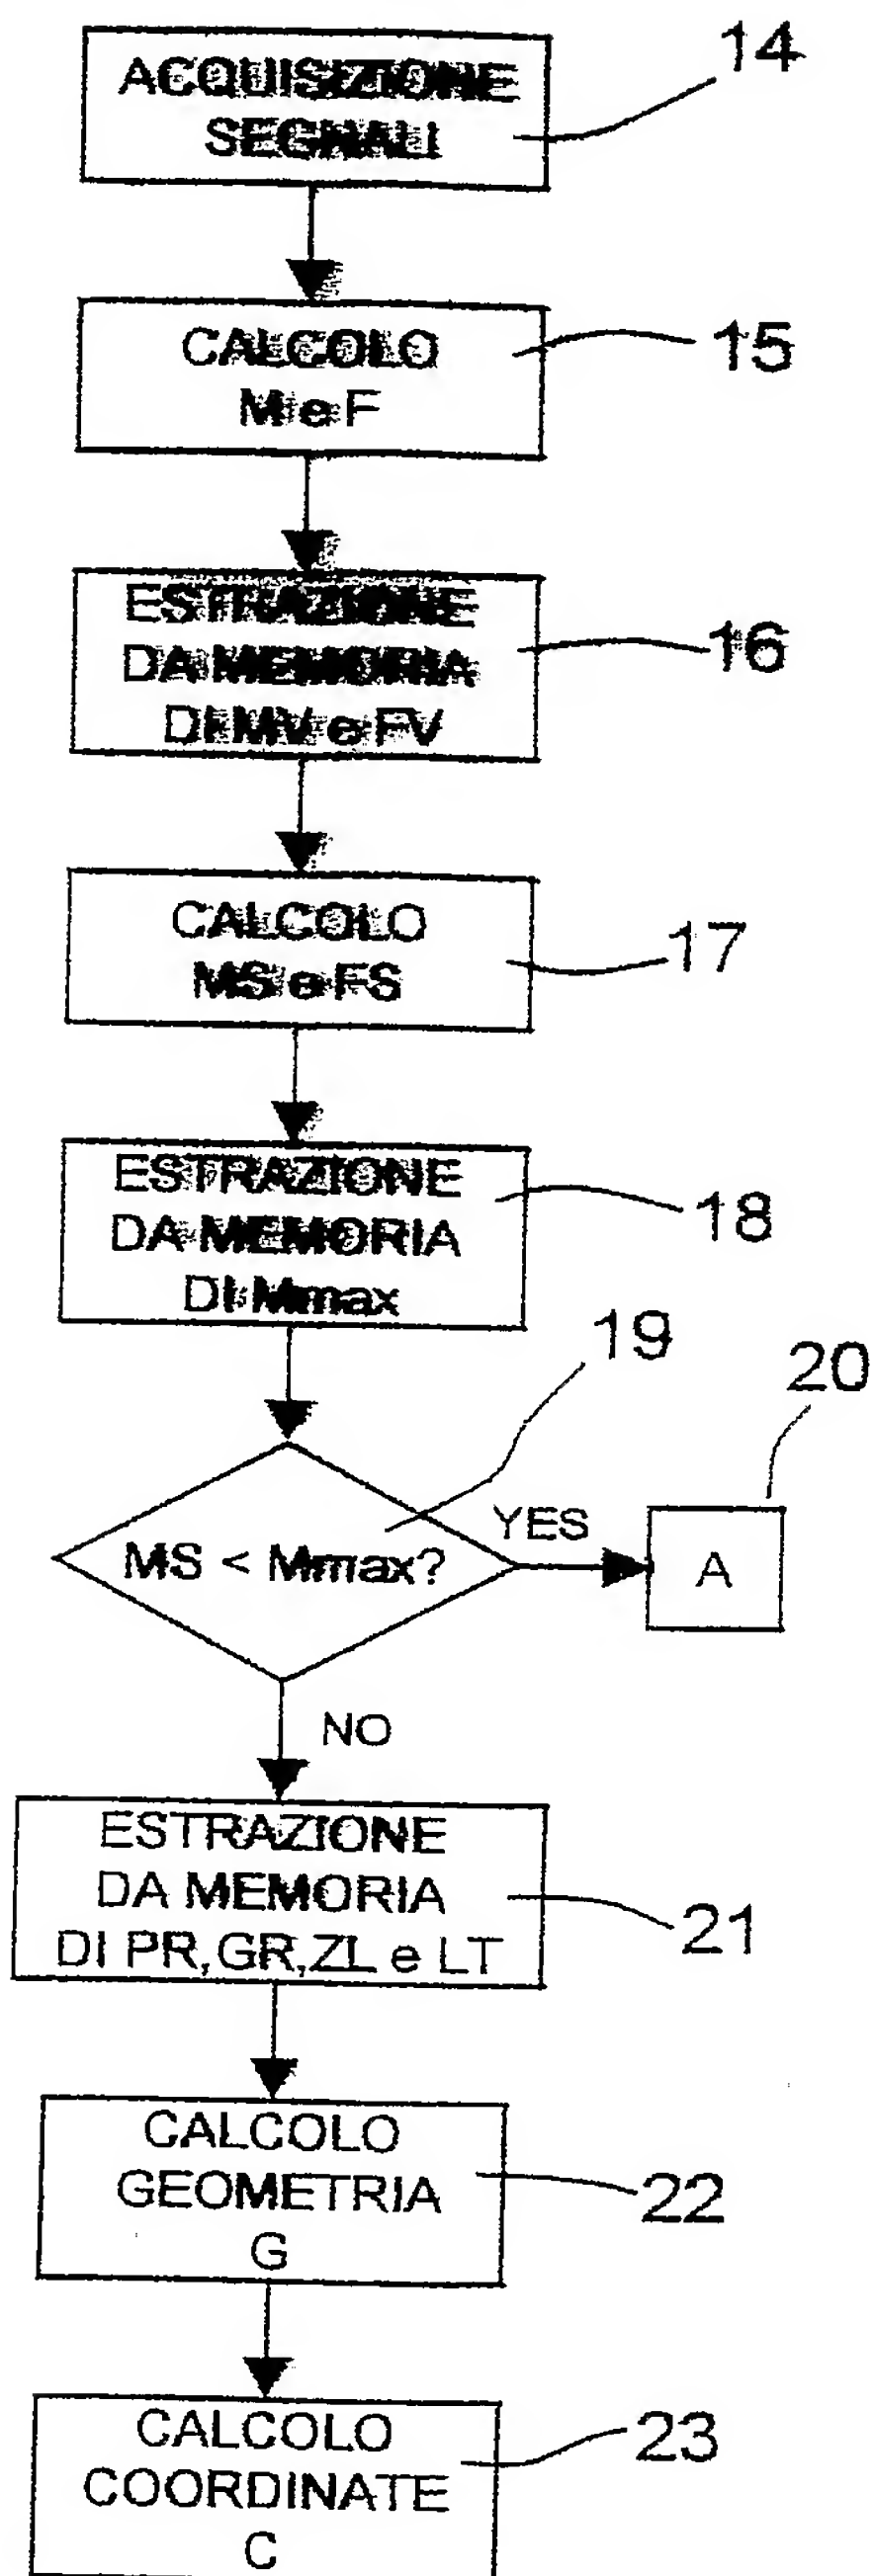 ACQUISIZIONE
SEGNALI
14
CALCOLO
M e F
15
ESTRAZIONE
DA MEMORIA
DI MV e FV
16
CALCOLO
MS e FS
17
ESTRAZIONE
DA MEMORIA
DI Mmax
18
19
20
MS < Mmax?
YES
A
NO
ESTRAZIONE
DA MEMORIA
DI PR,GR,ZL e LT
21
CALCOLO
GEOMETRIA
G
22
CALCOLO
COORDINATE
C
23